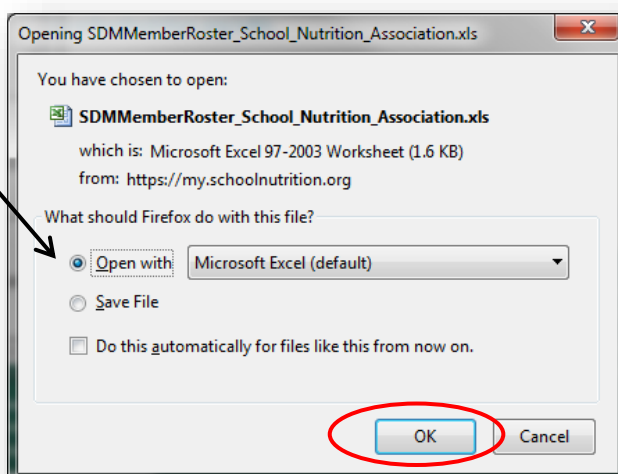 Opening SDMMemberRoster_School_Nutrition_Association.xls
You have chosen to open:
SDMMemberRoster_School_Nutrition_Association.xls
which is: Microsoft Excel 97-2003 Worksheet (1.6 KB)
from: https://my.schoolnutrition.org
What should Firefox do with this file?
Open with Microsoft Excel (default)
Save File
Do this automatically for files like this from now on.
OK Cancel